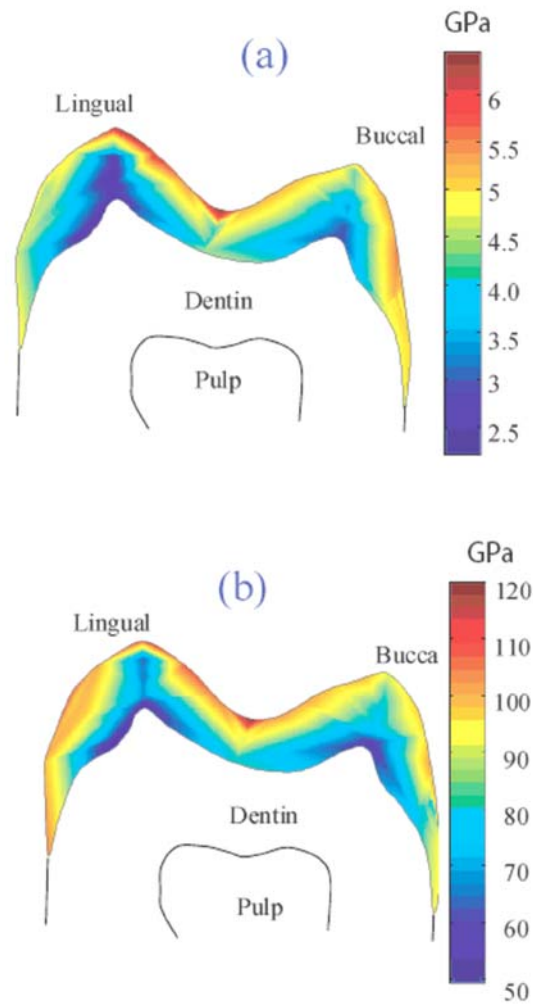 GPa
(a)
Lingual
Buccal
6
5.5
5
4.5
4.0
3.5
3
2.5
Dentin
Pulp
GPa
(b)
Lingual
Bucca
120
110
100
90
80
70
60
50
Dentin
Pulp